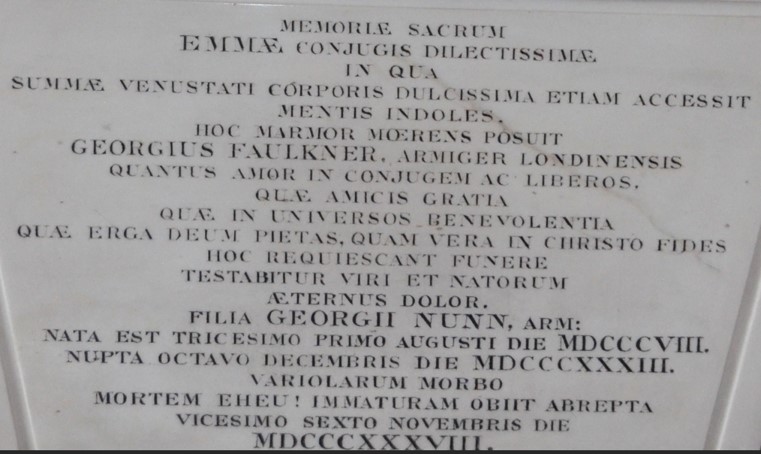 MEMORIÆ SACRUM
EMMÆ, CONJUGIS DILECTISSIMÆ
IN QUA
SUMMÆ VENUSTATI CORPORIS DULCISSIMA ETIAM ACCESSIT
MENTIS INDOLES.
HOC MARMOR MŒRENS POSUIT
GEORGIUS FAULKNER, ARMIGER LONDINENSIS
QUANTUS AMOR IN CONJUGEM AC LIBEROS.
QUÆ AMICIS GRATIA
QUÆ IN UNIVERSOS BENEVOLENTIA
QUÆ ERGA DEUM PIETAS, QUAM VERA IN CHRISTO FIDES
HOC REQUIESCANT FUNERE
TESTABITUR VIRI ET NATORUM
ÆTERNUS DOLOR.
FILIA GEORGII NUNN, ARM:
NATA EST TRICESIMO PRIMO AUGUSTI DIE MDCCCVIII.
NUPTA OCTAVO DECEMBRIS DIE MDCCCXXXIII.
VARIOLARUM MORBO
MORTEM EHEU! IMMATURAM OBIIT ABREPTA
VICESIMO SEXTO NOVEMBRIS DIE
MDCCCXXXVIII.